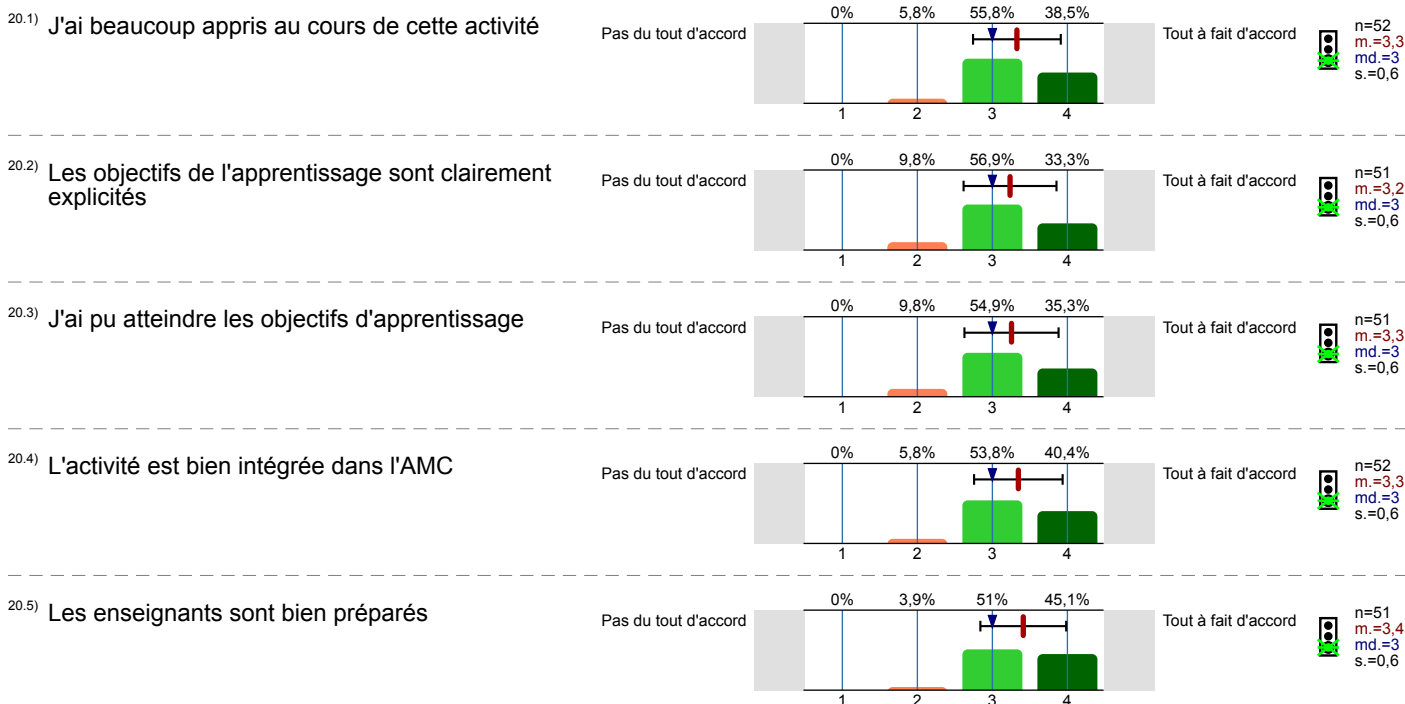 20.1) J'ai beaucoup appris au cours de cette activité
Pas du tout d'accord
0% 5,8% 55,8% 38,5%
1 2 3 4
Tout à fait d'accord
n=52
m.=3,3
md.=3
s.=0,6
20.2) Les objectifs de l'apprentissage sont clairement
explicités
Pas du tout d'accord
0% 9,8% 56,9% 33,3%
1 2 3 4
Tout à fait d'accord
n=51
m.=3,2
md.=3
s.=0,6
20.3) J'ai pu atteindre les objectifs d'apprentissage
Pas du tout d'accord
0% 9,8% 54,9% 35,3%
1 2 3 4
Tout à fait d'accord
n=51
m.=3,3
md.=3
s.=0,6
20.4) L'activité est bien intégrée dans l'AMC
Pas du tout d'accord
0% 5,8% 53,8% 40,4%
1 2 3 4
Tout à fait d'accord
n=52
m.=3,3
md.=3
s.=0,6
20.5) Les enseignants sont bien préparés
Pas du tout d'accord
0% 3,9% 51% 45,1%
1 2 3 4
Tout à fait d'accord
n=51
m.=3,4
md.=3
s.=0,6